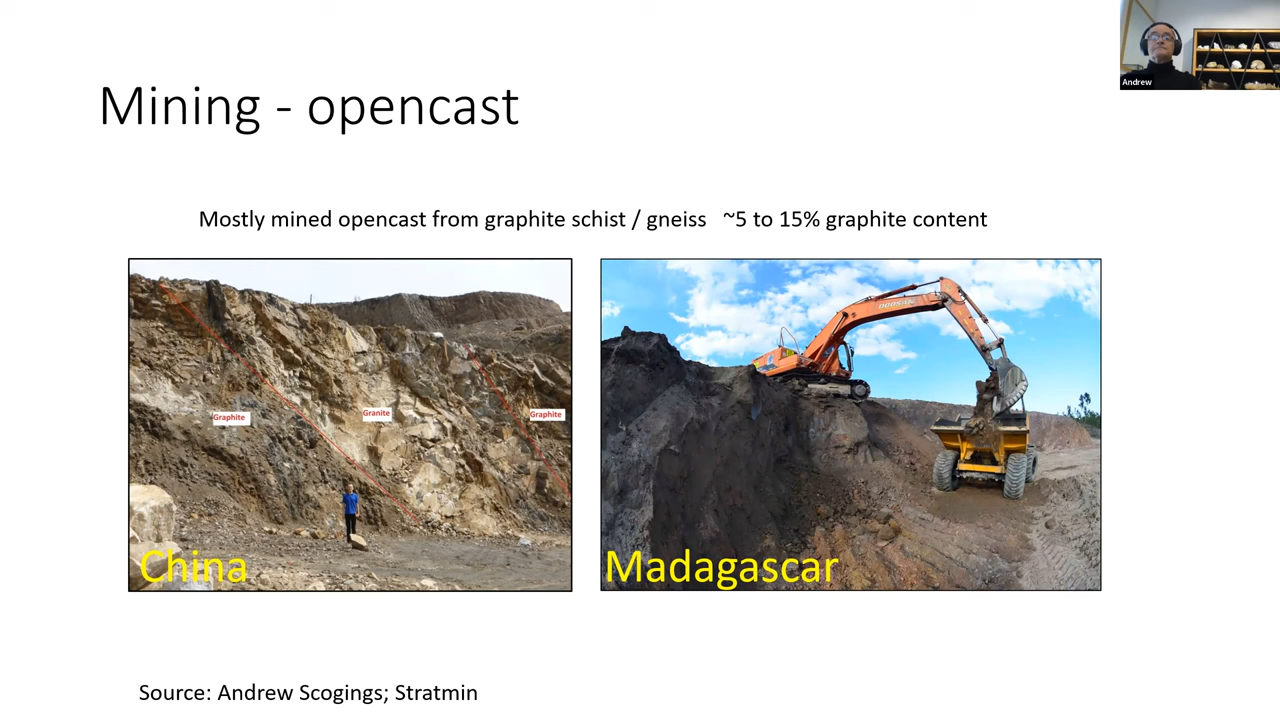 Andrew
Mining - opencast
Mostly mined opencast from graphite schist / gneiss ~5 to 15% graphite content
DOOSAN
Graphite
Granite
Graphite
China
Madagascar
Source: Andrew Scogings; Stratmin